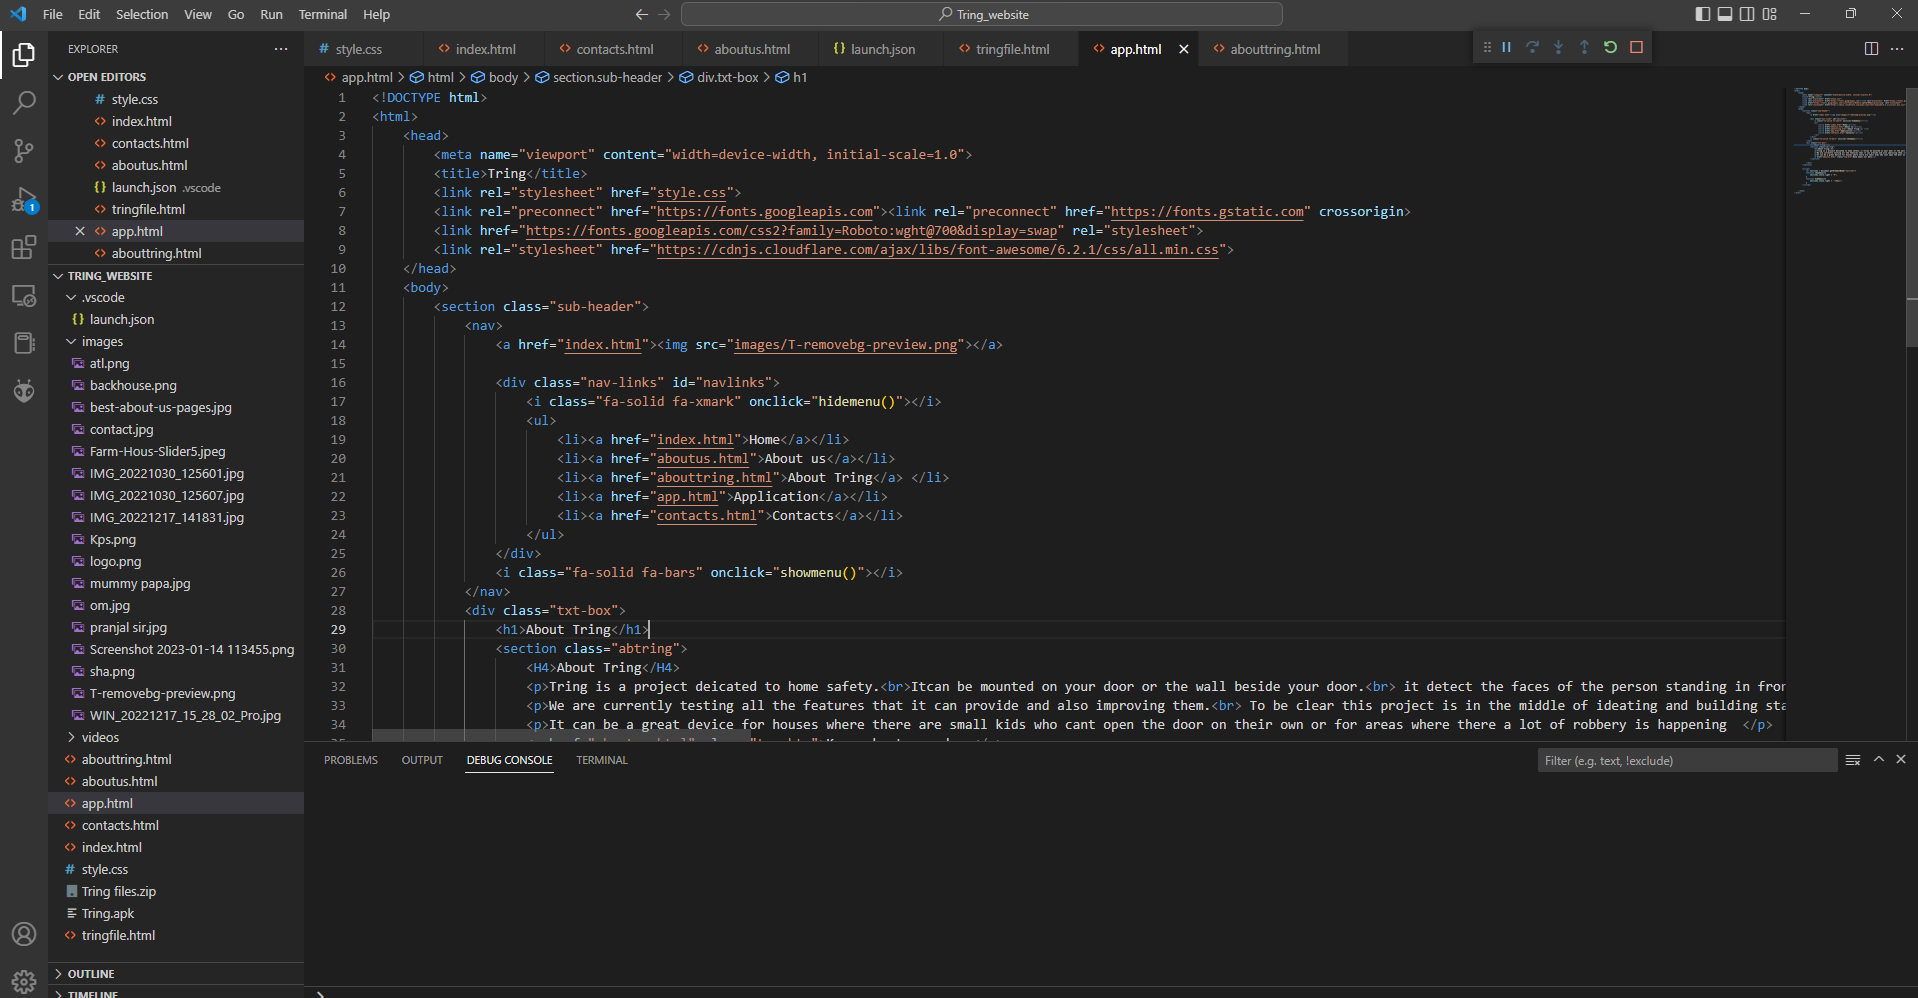 File Edit Selection View Go Run Terminal Help
Tring_website
EXPLORER
OPEN EDITORS
style.css
index.html
contacts.html
aboutus.html
launch.json .vscode
tringfile.html
app.html
abouttring.html
TRING_WEBSITE
.vscode
launch.json
images
atl.png
backhouse.png
best-about-us-pages.jpg
contact.jpg
Farm-Hous-Slider5.jpeg
IMG_20221030_125601.jpg
IMG_20221030_125607.jpg
IMG_20221217_141831.jpg
Kps.png
logo.png
mummy papa.jpg
om.jpg
pranjal sir.jpg
Screenshot 2023-01-14 113455.png
sha.png
T-removebg-preview.png
WIN_20221217_15_28_02_Pro.jpg
videos
abouttring.html
aboutus.html
app.html
contacts.html
index.html
style.css
Tring files.zip
Tring.apk
tringfile.html
OUTLINE
TIMELINE
1
style.css index.html contacts.html aboutus.html launch.json tringfile.html app.html abouttring.html
app.html > html > body > section.sub-header > div.txt-box > h1
1 <!DOCTYPE html>
2 <html>
3 <head>
4 <meta name="viewport" content="width=device-width, initial-scale=1.0">
5 <title>Tring</title>
6 <link rel="stylesheet" href="style.css">
7 <link rel="preconnect" href="https://fonts.googleapis.com"><link rel="preconnect" href="https://fonts.gstatic.com" crossorigin>
8 <link href="https://fonts.googleapis.com/css2?family=Roboto:wght@700&display=swap" rel="stylesheet">
9 <link rel="stylesheet" href="https://cdnjs.cloudflare.com/ajax/libs/font-awesome/6.2.1/css/all.min.css">
10 </head>
11 <body>
12 <section class="sub-header">
13 <nav>
14 <a href="index.html"><img src="images/T-removebg-preview.png"></a>
15
16 <div class="nav-links" id="navlinks">
17 <i class="fa-solid fa-xmark" onclick="hidemenu()"></i>
18 <ul>
19 <li><a href="index.html">Home</a></li>
20 <li><a href="aboutus.html">About us</a></li>
21 <li><a href="abouttring.html">About Tring</a> </li>
22 <li><a href="app.html">Application</a></li>
23 <li><a href="contacts.html">Contacts</a></li>
24 </ul>
25 </div>
26 <i class="fa-solid fa-bars" onclick="showmenu()"></i>
27 </nav>
28 <div class="txt-box">
29 <h1>About Tring</h1>
30 <section class="abtring">
31 <H4>About Tring</H4>
32 <p>Tring is a project deicated to home safety.<br>Itcan be mounted on your door or the wall beside your door.<br> it detect the faces of the person standing in fron
33 <p>We are currently testing all the features that it can provide and also improving them.<br> To be clear this project is in the middle of ideating and building sta
34 <p>It can be a great device for houses where there are small kids who cant open the door on their own or for areas where there a lot of robbery is happening </p>
PROBLEMS OUTPUT DEBUG CONSOLE TERMINAL
Filter (e.g. text, !exclude)